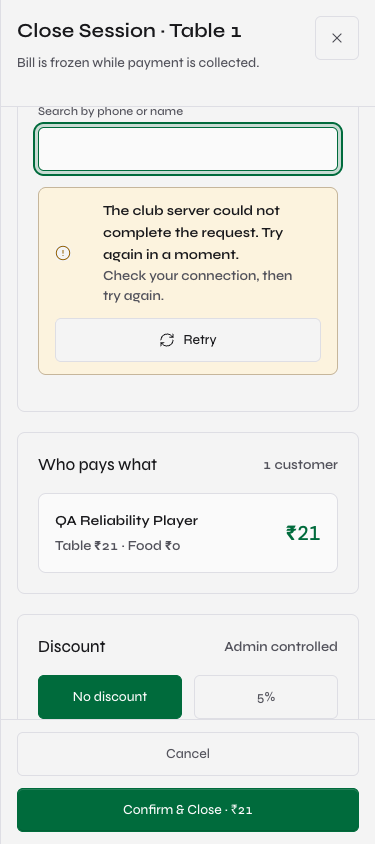 Close Session · Table 1
Bill is frozen while payment is collected.
Search by phone or name
The club server could not
complete the request. Try
again in a moment.
Check your connection, then
try again.
Retry
Who pays what
1 customer
QA Reliability Player
Table ₹21 · Food ₹0
₹21
Discount
Admin controlled
No discount
5%
Cancel
Confirm & Close · ₹21